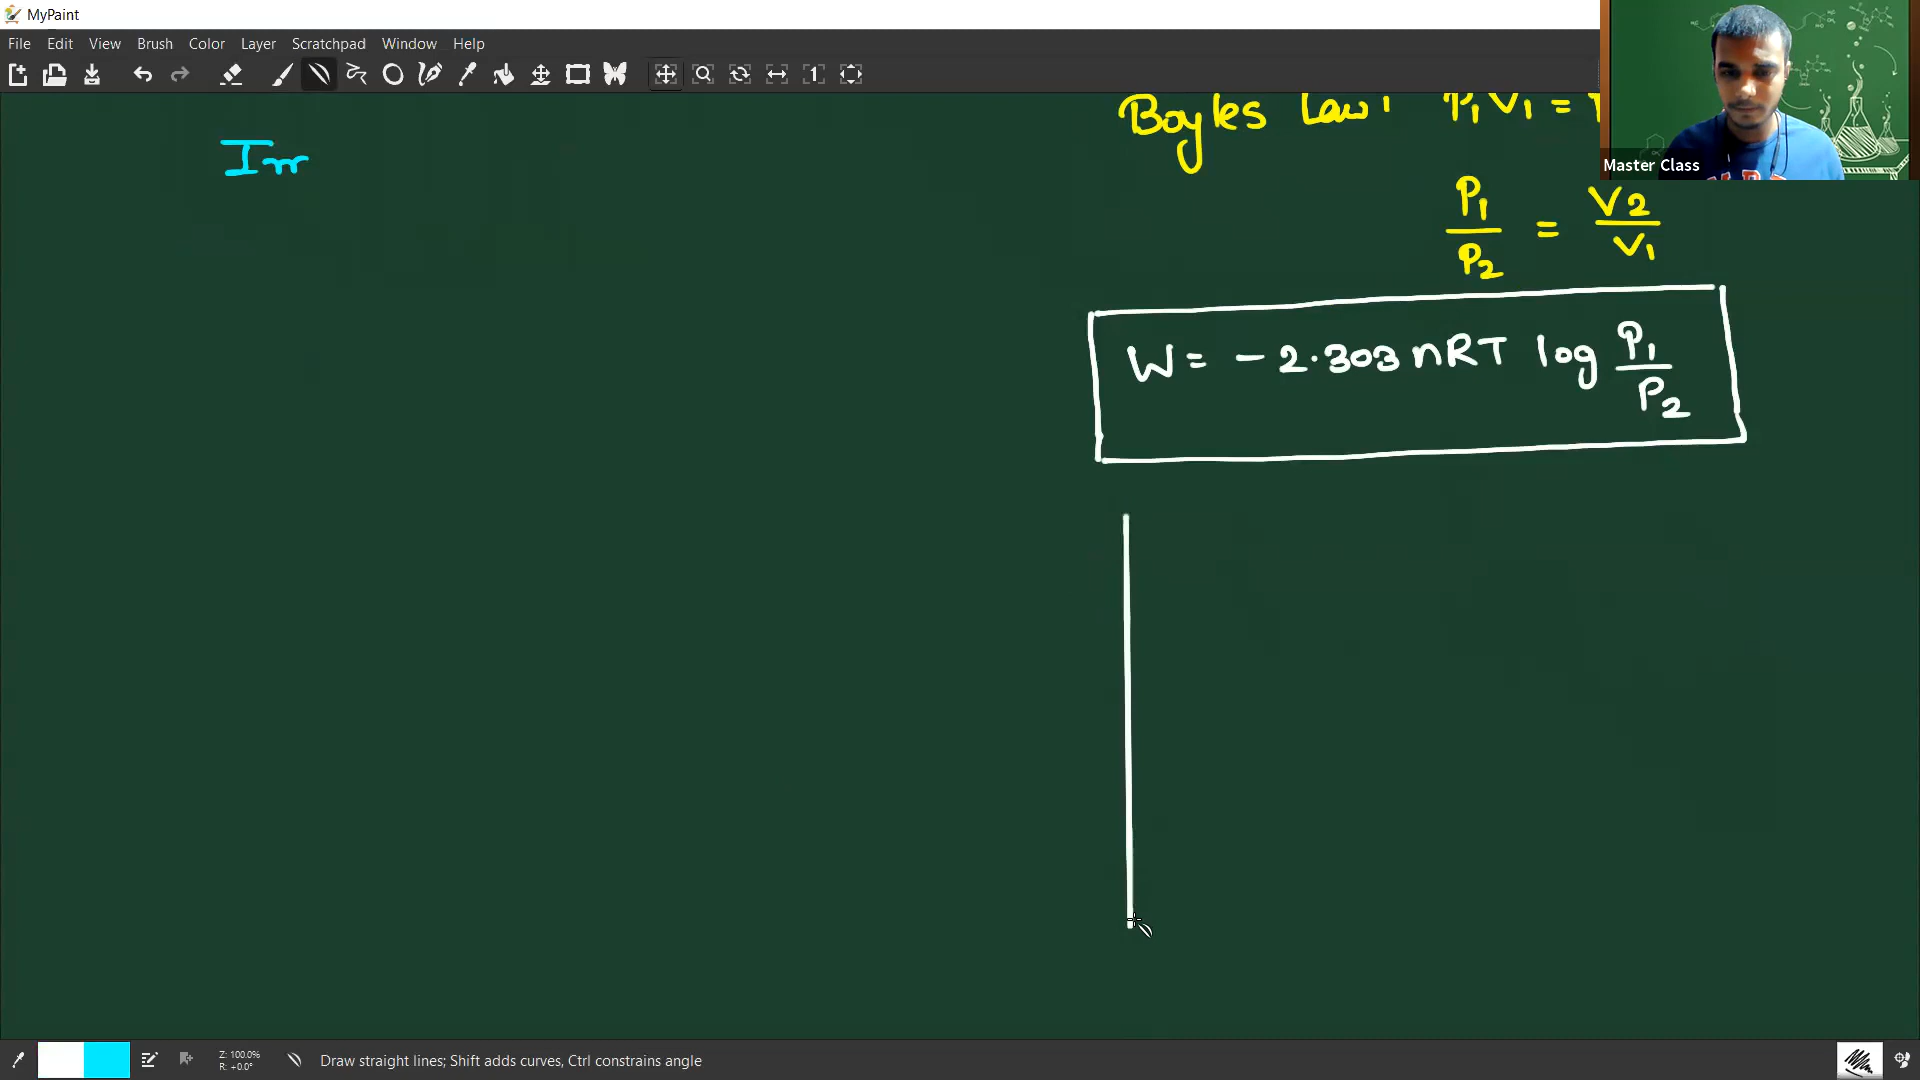 MyPaint
File Edit View Brush Color Layer Scratchpad Window Help
Master Class
Boyles Law: P₁V₁ =
P₁/P₂ = V2/V₁
W = - 2.303 nRT log P₁/P₂
Irr
Z: 100.0%
R: +0.0°
Draw straight lines; Shift adds curves, Ctrl constrains angle